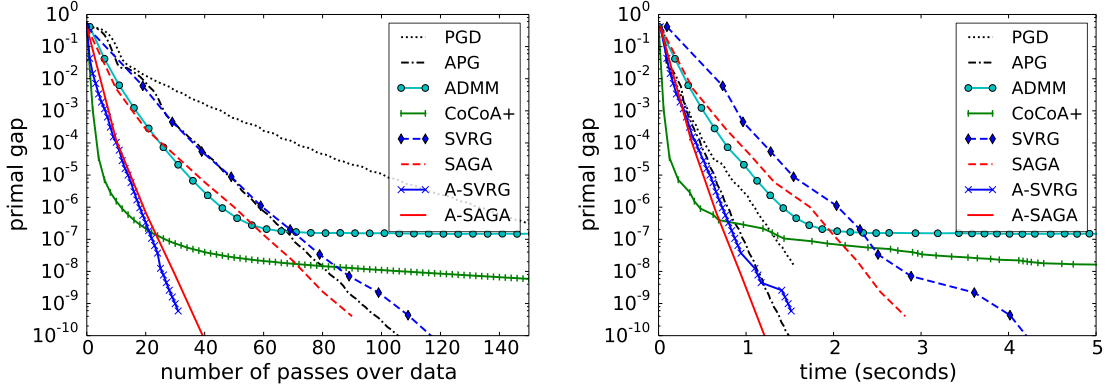 10^0
10^-1
10^-2
10^-3
10^-4
10^-5
10^-6
10^-7
10^-8
10^-9
10^-10
primal gap
0 20 40 60 80 100 120 140
number of passes over data
PGD
APG
ADMM
CoCoA+
SVRG
SAGA
A-SVRG
A-SAGA
10^0
10^-1
10^-2
10^-3
10^-4
10^-5
10^-6
10^-7
10^-8
10^-9
10^-10
primal gap
0 1 2 3 4 5
time (seconds)
PGD
APG
ADMM
CoCoA+
SVRG
SAGA
A-SVRG
A-SAGA